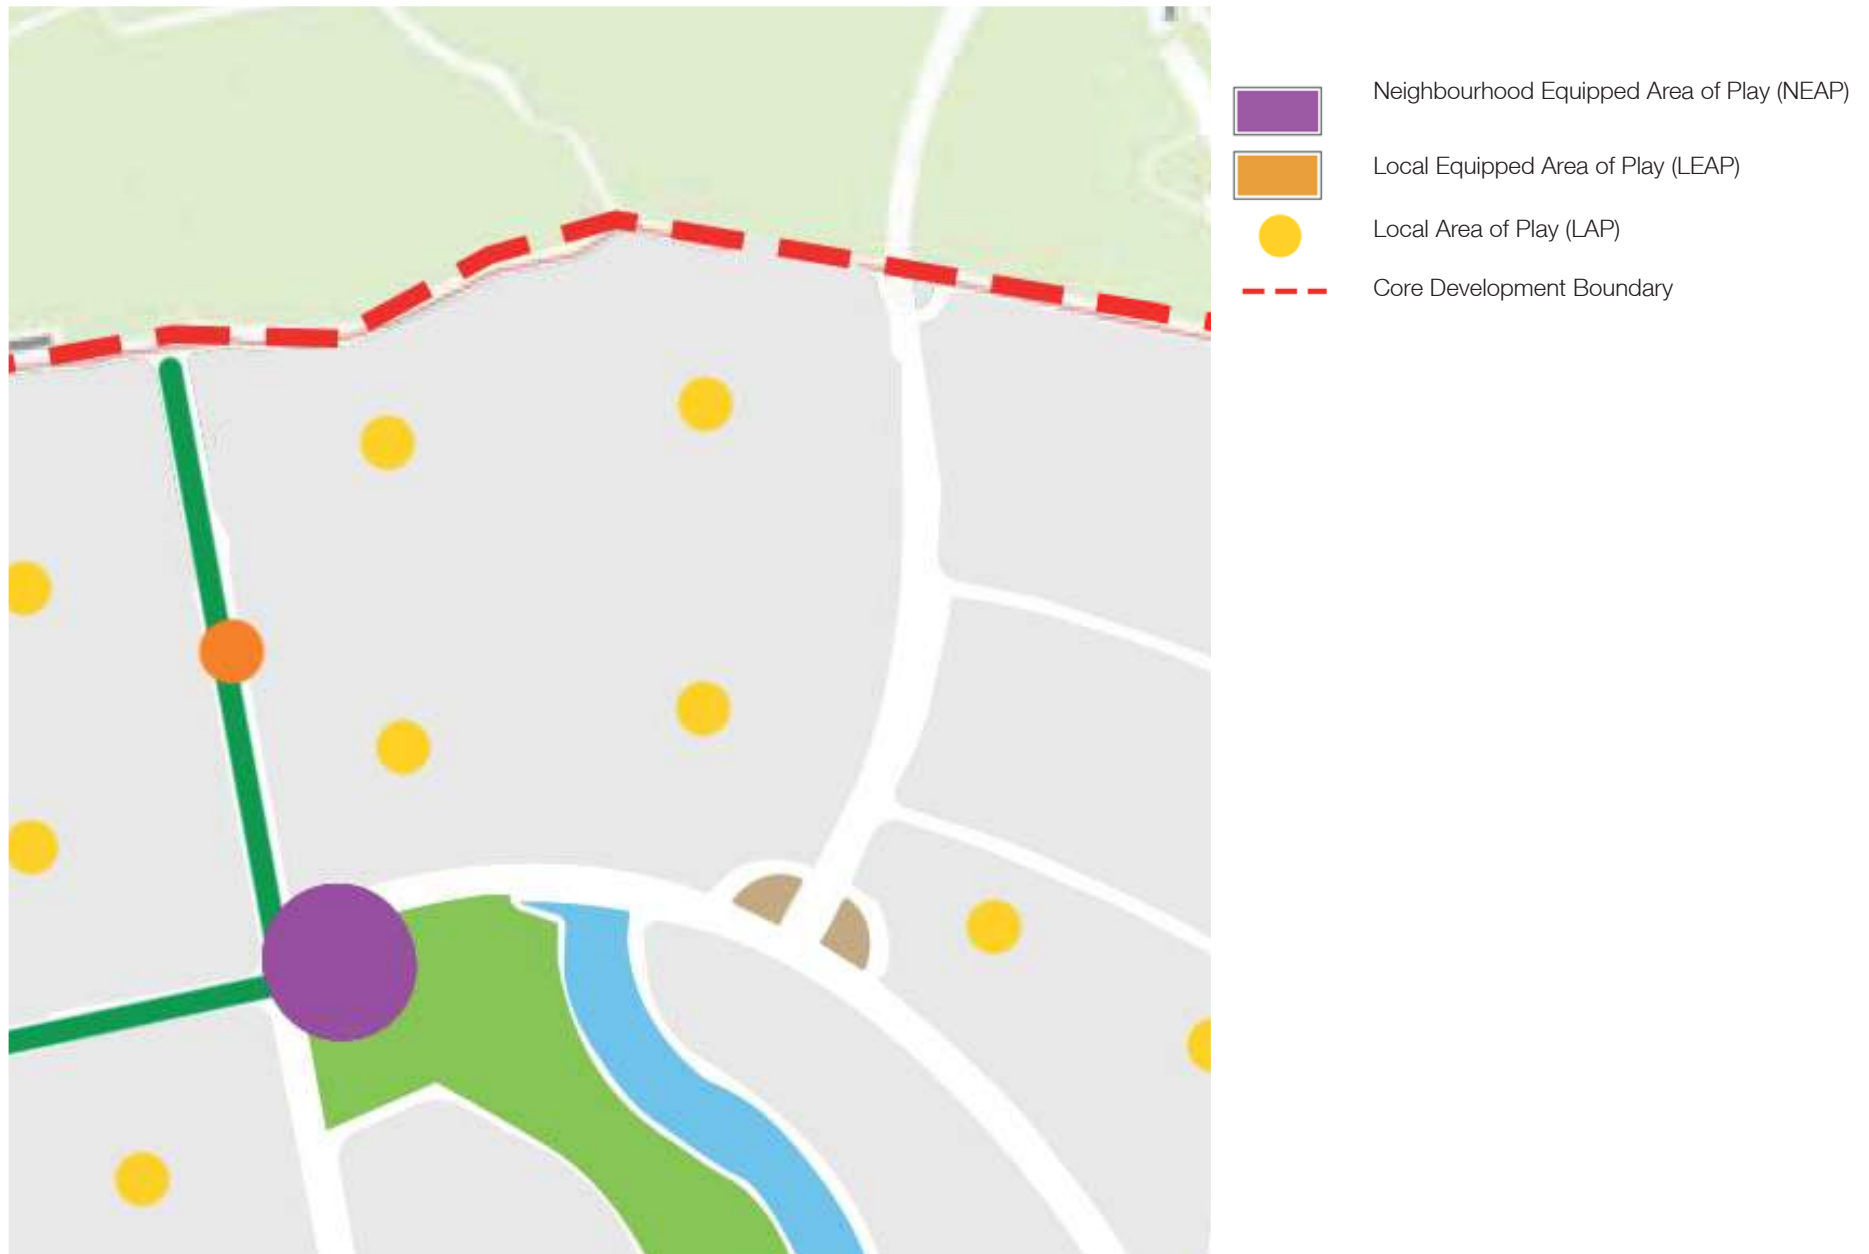 Neighbourhood Equipped Area of Play (NEAP)
Local Equipped Area of Play (LEAP)
Local Area of Play (LAP)
Core Development Boundary